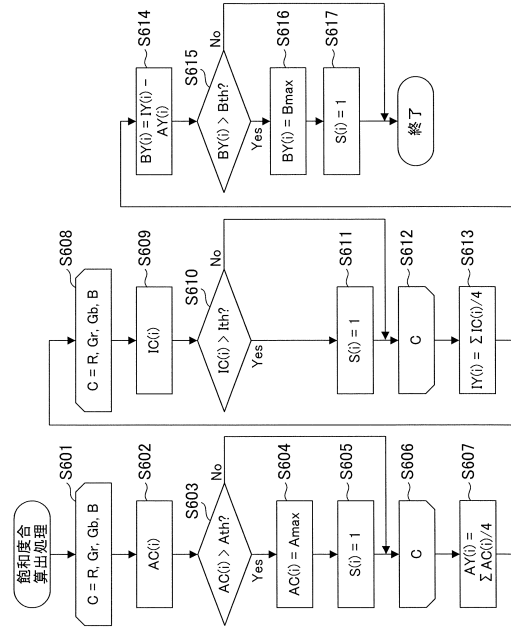 飽和度合
算出処理
S601
C = R, Gr, Gb, B
S602
AC(i)
S603
AC(i) > Ath?
No
Yes
S604
AC(i) = Amax
S605
S(i) = 1
S606
C
S607
AY(i) =
Σ AC(i)/4
S608
C = R, Gr, Gb, B
S609
IC(i)
S610
IC(i) > Ith?
No
Yes
S611
S(i) = 1
S612
C
S613
IY(i) = Σ IC(i)/4
S614
BY(i) = IY(i) -
AY(i)
S615
BY(i) > Bth?
No
Yes
S616
BY(i) = Bmax
S617
S(i) = 1
終了